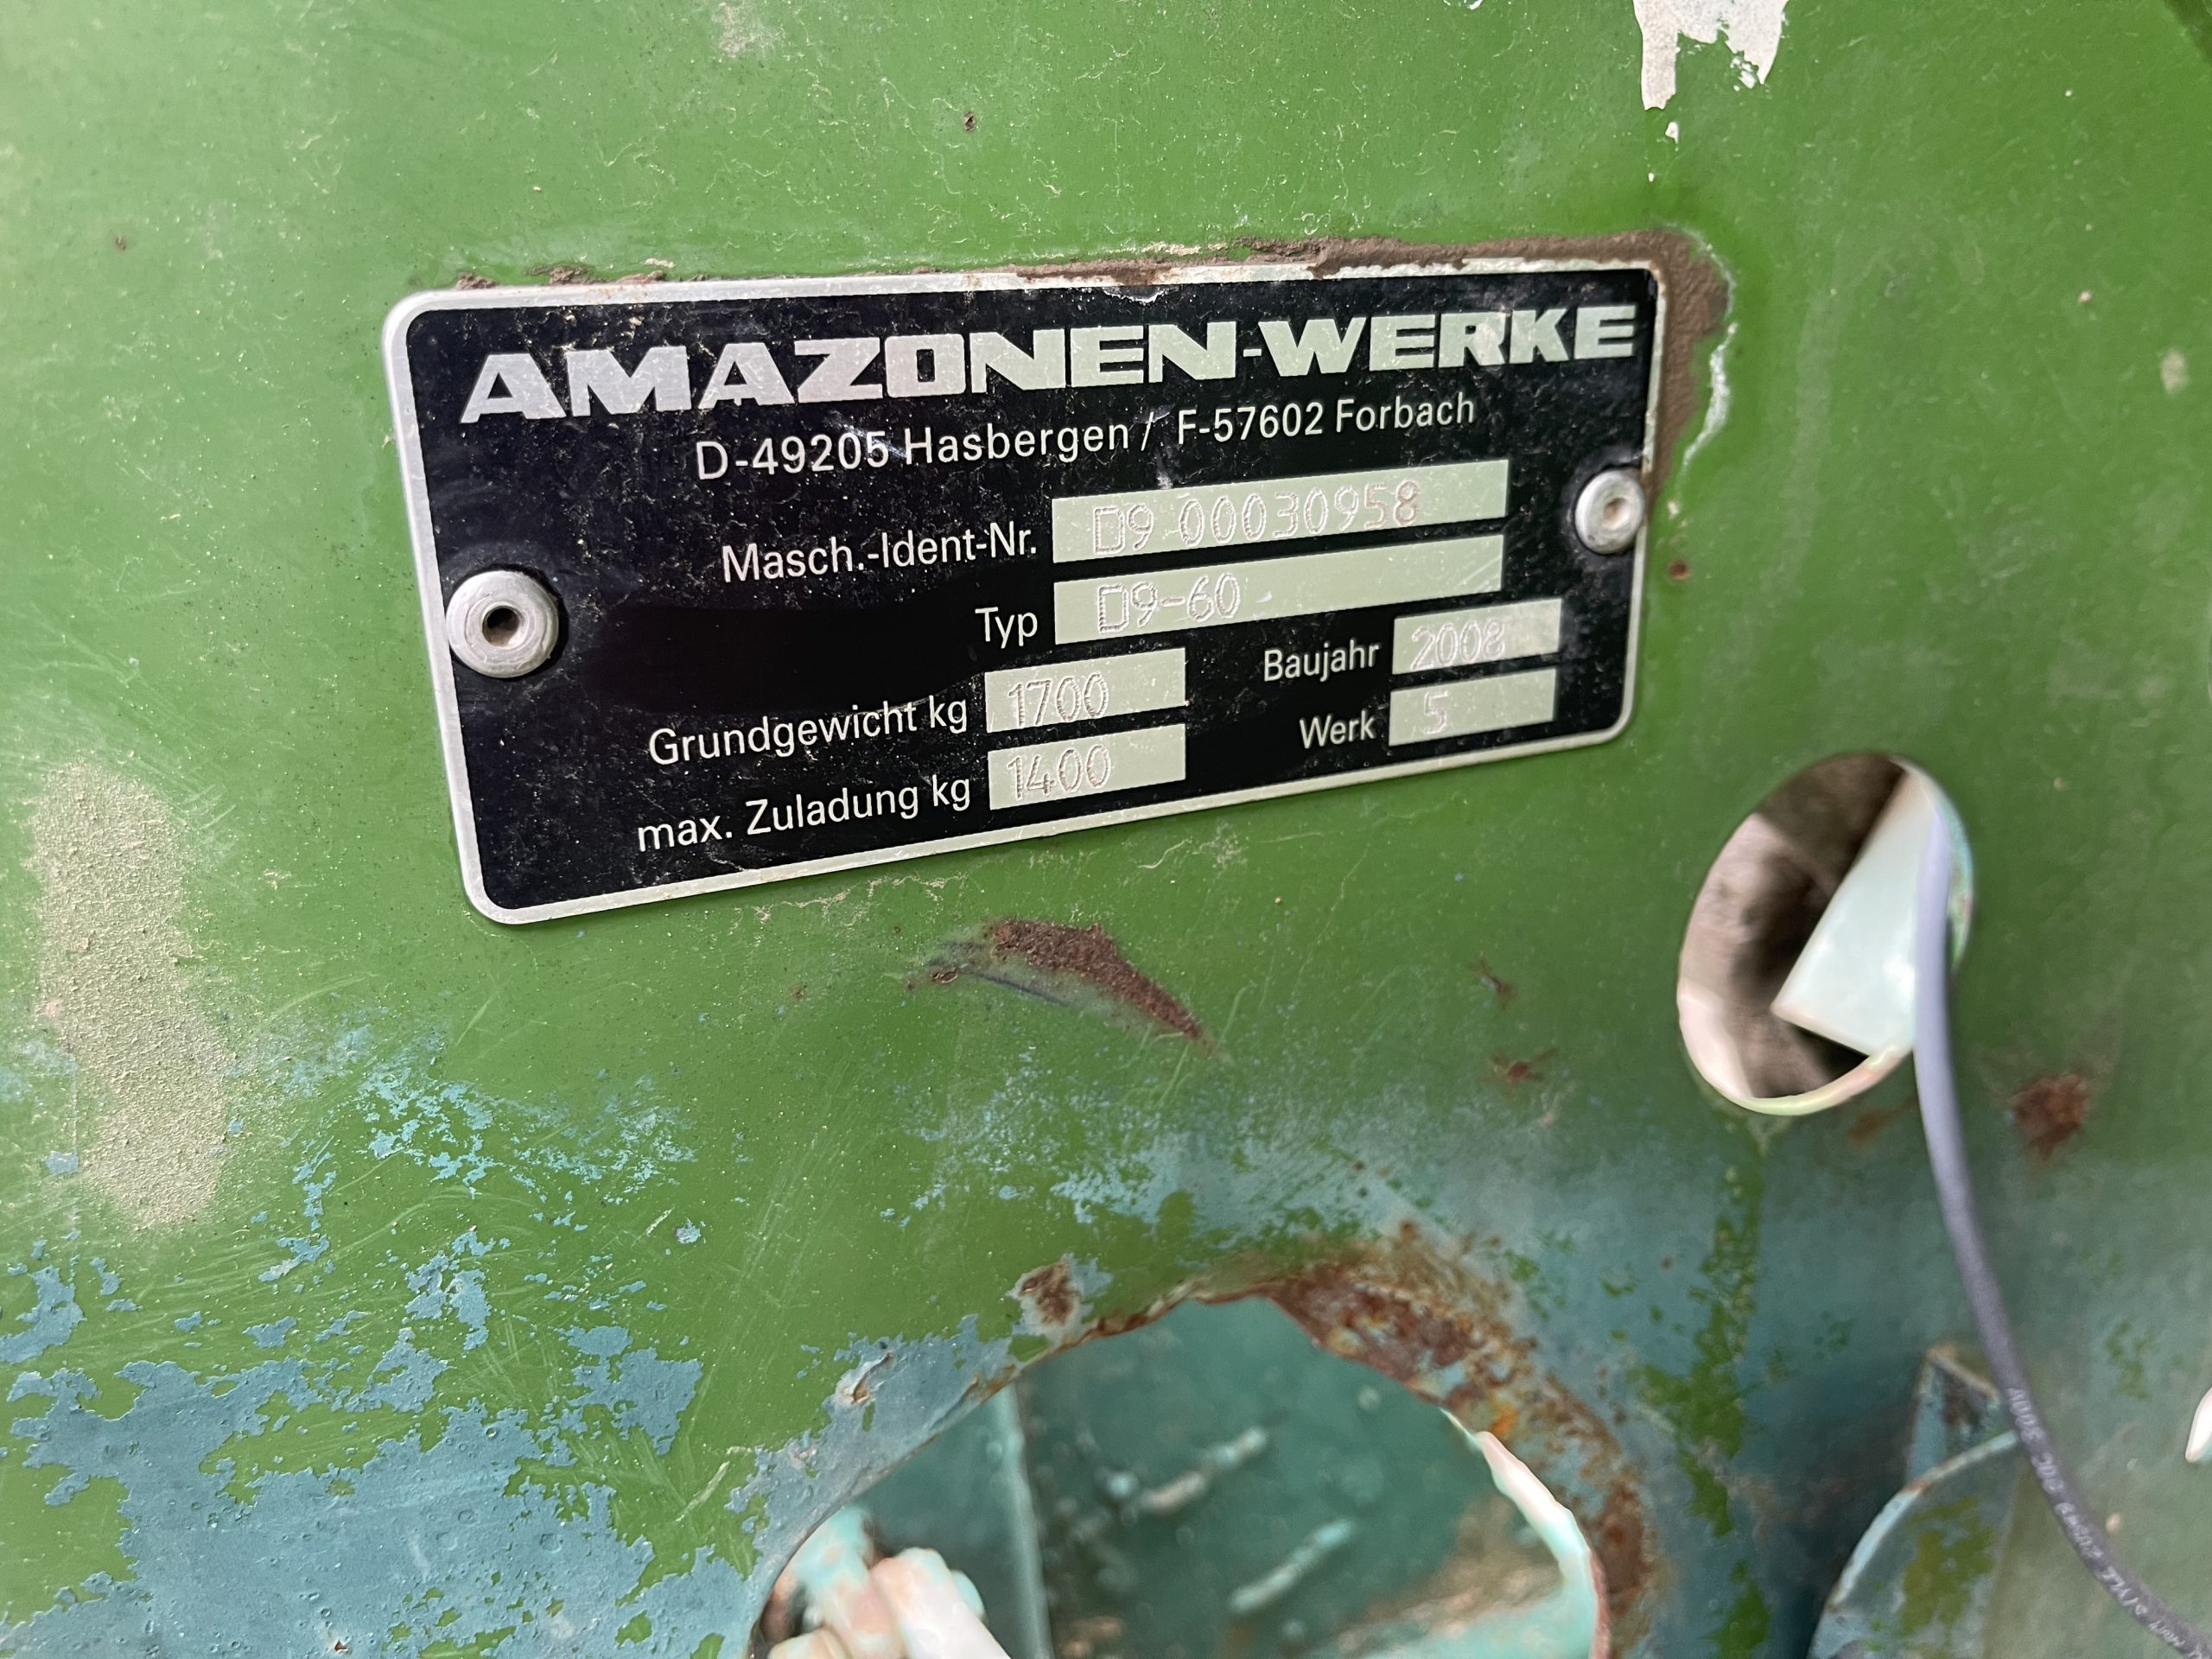 AMAZONEN-WERKE
D-49205 Hasbergen / F-57602 Forbach
Masch.-Ident-Nr. D9 00030958
Typ D9-60
Grundgewicht kg 1700 Baujahr 2008
max. Zuladung kg 1400 Werk 5
300V